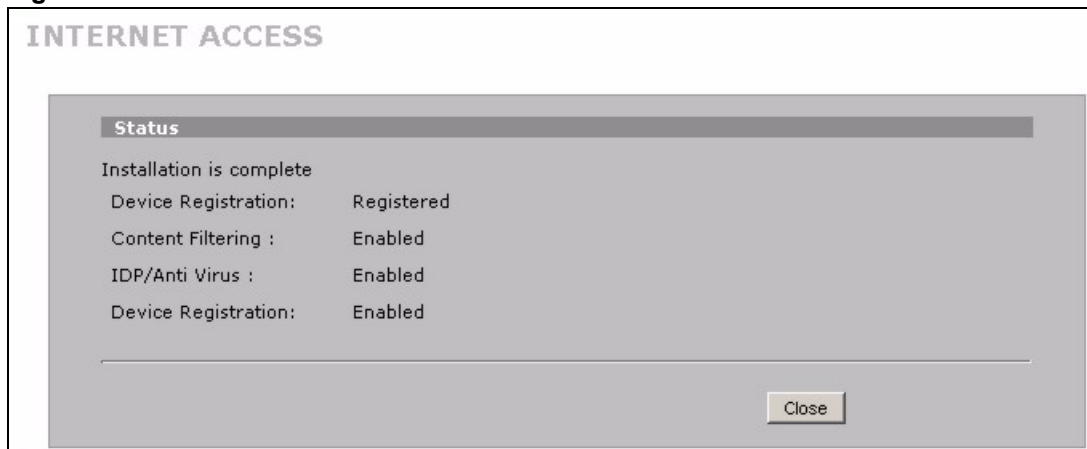 INTERNET ACCESS
Status
Installation is complete
Device Registration: Registered
Content Filtering : Enabled
IDP/Anti Virus : Enabled
Device Registration: Enabled
Close